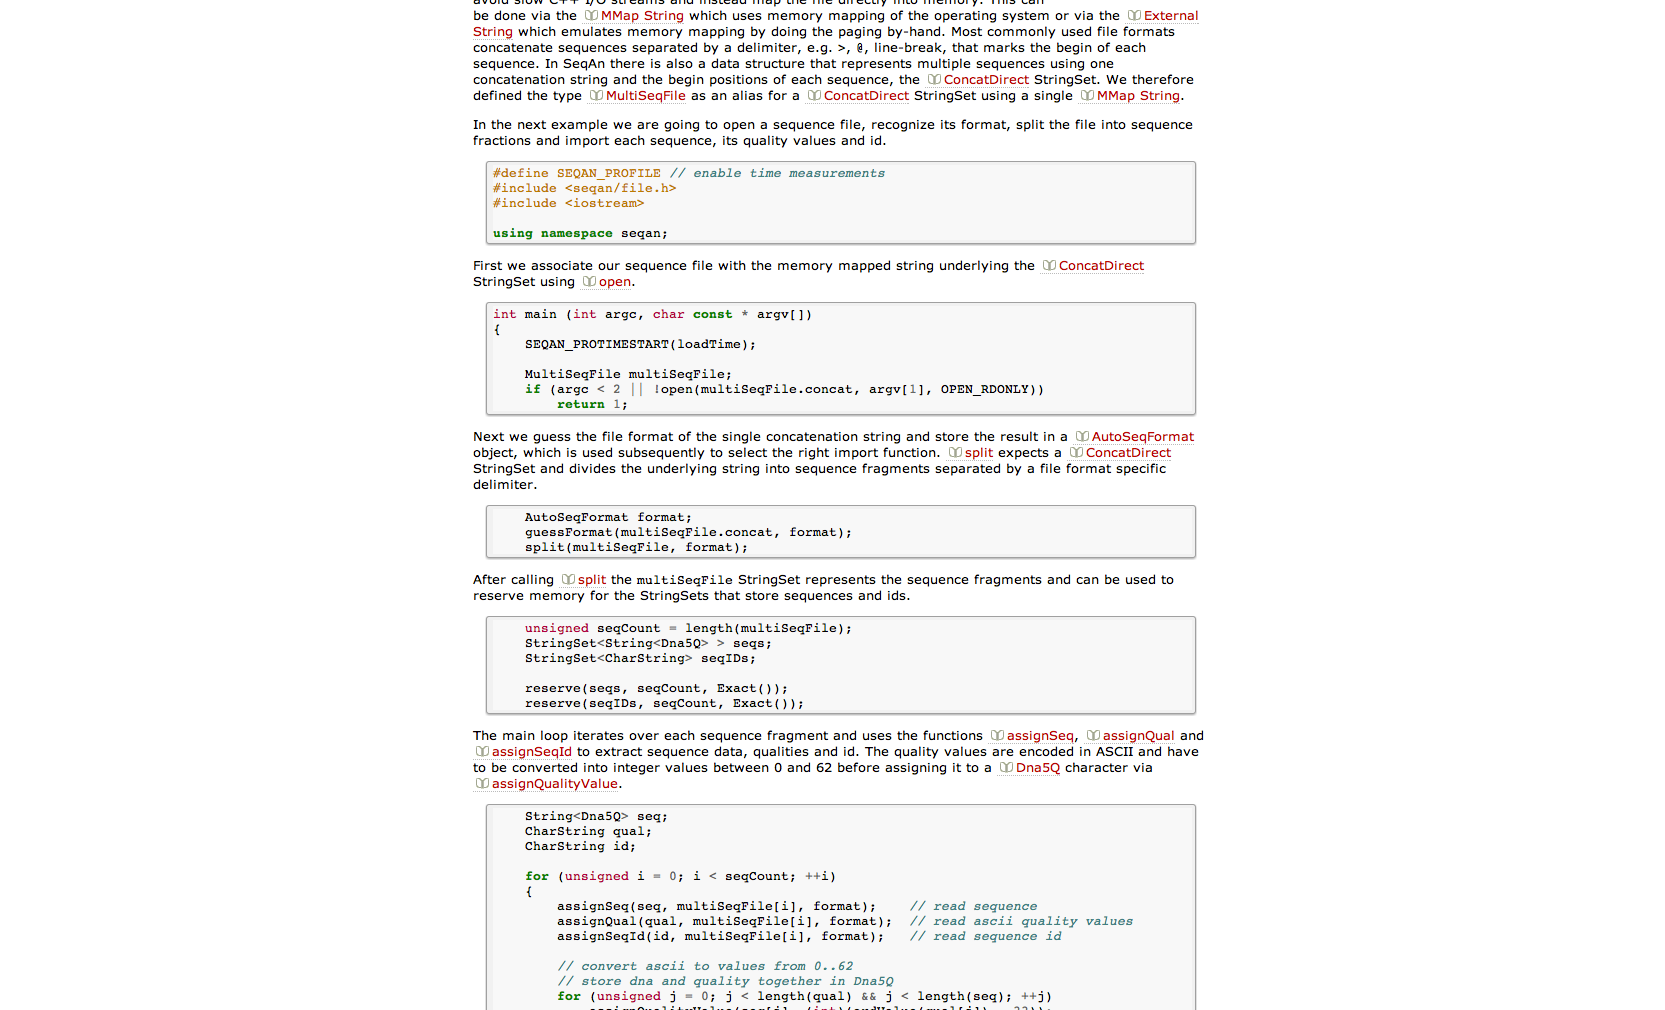 avoid slow C++ I/O streams and instead map the file directly into memory. This can
be done via the MMap String which uses memory mapping of the operating system or via the External
String which emulates memory mapping by doing the paging by-hand. Most commonly used file formats
concatenate sequences separated by a delimiter, e.g. >, @, line-break, that marks the begin of each
sequence. In SeqAn there is also a data structure that represents multiple sequences using one
concatenation string and the begin positions of each sequence, the ConcatDirect StringSet. We therefore
defined the type MultiSeqFile as an alias for a ConcatDirect StringSet using a single MMap String.
In the next example we are going to open a sequence file, recognize its format, split the file into sequence
fractions and import each sequence, its quality values and id.
#define SEQAN_PROFILE // enable time measurements
#include <seqan/file.h>
#include <iostream>
using namespace seqan;
First we associate our sequence file with the memory mapped string underlying the ConcatDirect
StringSet using open.
int main (int argc, char const * argv[])
{
SEQAN_PROTIMESTART(loadTime);
MultiSeqFile multiSeqFile;
if (argc < 2 || !open(multiSeqFile.concat, argv[1], OPEN_RDONLY))
return 1;
Next we guess the file format of the single concatenation string and store the result in a AutoSeqFormat
object, which is used subsequently to select the right import function. split expects a ConcatDirect
StringSet and divides the underlying string into sequence fragments separated by a file format specific
delimiter.
AutoSeqFormat format;
guessFormat(multiSeqFile.concat, format);
split(multiSeqFile, format);
After calling split the multiSeqFile StringSet represents the sequence fragments and can be used to
reserve memory for the StringSets that store sequences and ids.
unsigned seqCount = length(multiSeqFile);
StringSet<String<Dna5Q> > seqs;
StringSet<CharString> seqIDs;
reserve(seqs, seqCount, Exact());
reserve(seqIDs, seqCount, Exact());
The main loop iterates over each sequence fragment and uses the functions assignSeq, assignQual and
assignSeqId to extract sequence data, qualities and id. The quality values are encoded in ASCII and have
to be converted into integer values between 0 and 62 before assigning it to a Dna5Q character via
assignQualityValue.
String<Dna5Q> seq;
CharString qual;
CharString id;
for (unsigned i = 0; i < seqCount; ++i)
{
assignSeq(seq, multiSeqFile[i], format); // read sequence
assignQual(qual, multiSeqFile[i], format); // read ascii quality values
assignSeqId(id, multiSeqFile[i], format); // read sequence id
// convert ascii to values from 0..62
// store dna and quality together in Dna5Q
for (unsigned j = 0; j < length(qual) && j < length(seq); ++j)